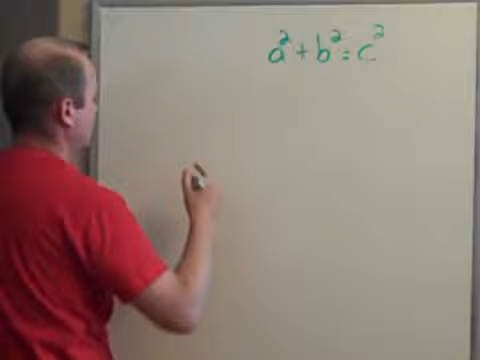 a² + b² = c²